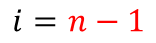 i = n − 1